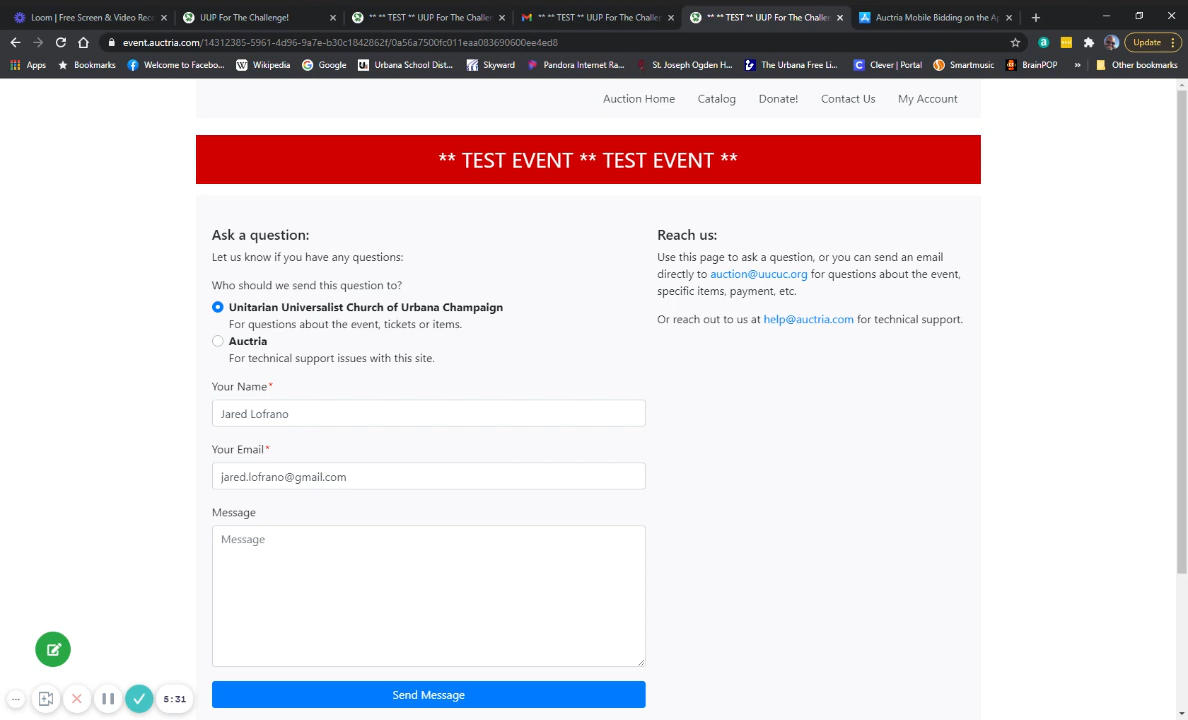 Loom | Free Screen & Video Rec
UUP For The Challenge!
** ** TEST ** UUP For The Challen
** ** TEST ** UUP For The Challen
** ** TEST ** UUP For The Challen
Auctria Mobile Bidding on the Ap
event.auctria.com/14312385-5961-4d96-9a7e-b30c1842862f/0a56a7500fc011eaa083690600ee4ed8
Update
Apps
Bookmarks
Welcome to Facebo...
Wikipedia
Google
Urbana School Dist...
Skyward
Pandora Internet Ra...
St. Joseph Ogden H...
The Urbana Free Li...
Clever | Portal
Smartmusic
BrainPOP
»
Other bookmarks
Auction Home
Catalog
Donate!
Contact Us
My Account
** TEST EVENT ** TEST EVENT **
Ask a question:
Let us know if you have any questions:
Who should we send this question to?
Unitarian Universalist Church of Urbana Champaign
For questions about the event, tickets or items.
Auctria
For technical support issues with this site.
Your Name*
Jared Lofrano
Your Email*
jared.lofrano@gmail.com
Message
Message
Send Message
Reach us:
Use this page to ask a question, or you can send an email
directly to auction@uucuc.org for questions about the event,
specific items, payment, etc.
Or reach out to us at help@auctria.com for technical support.
5:31